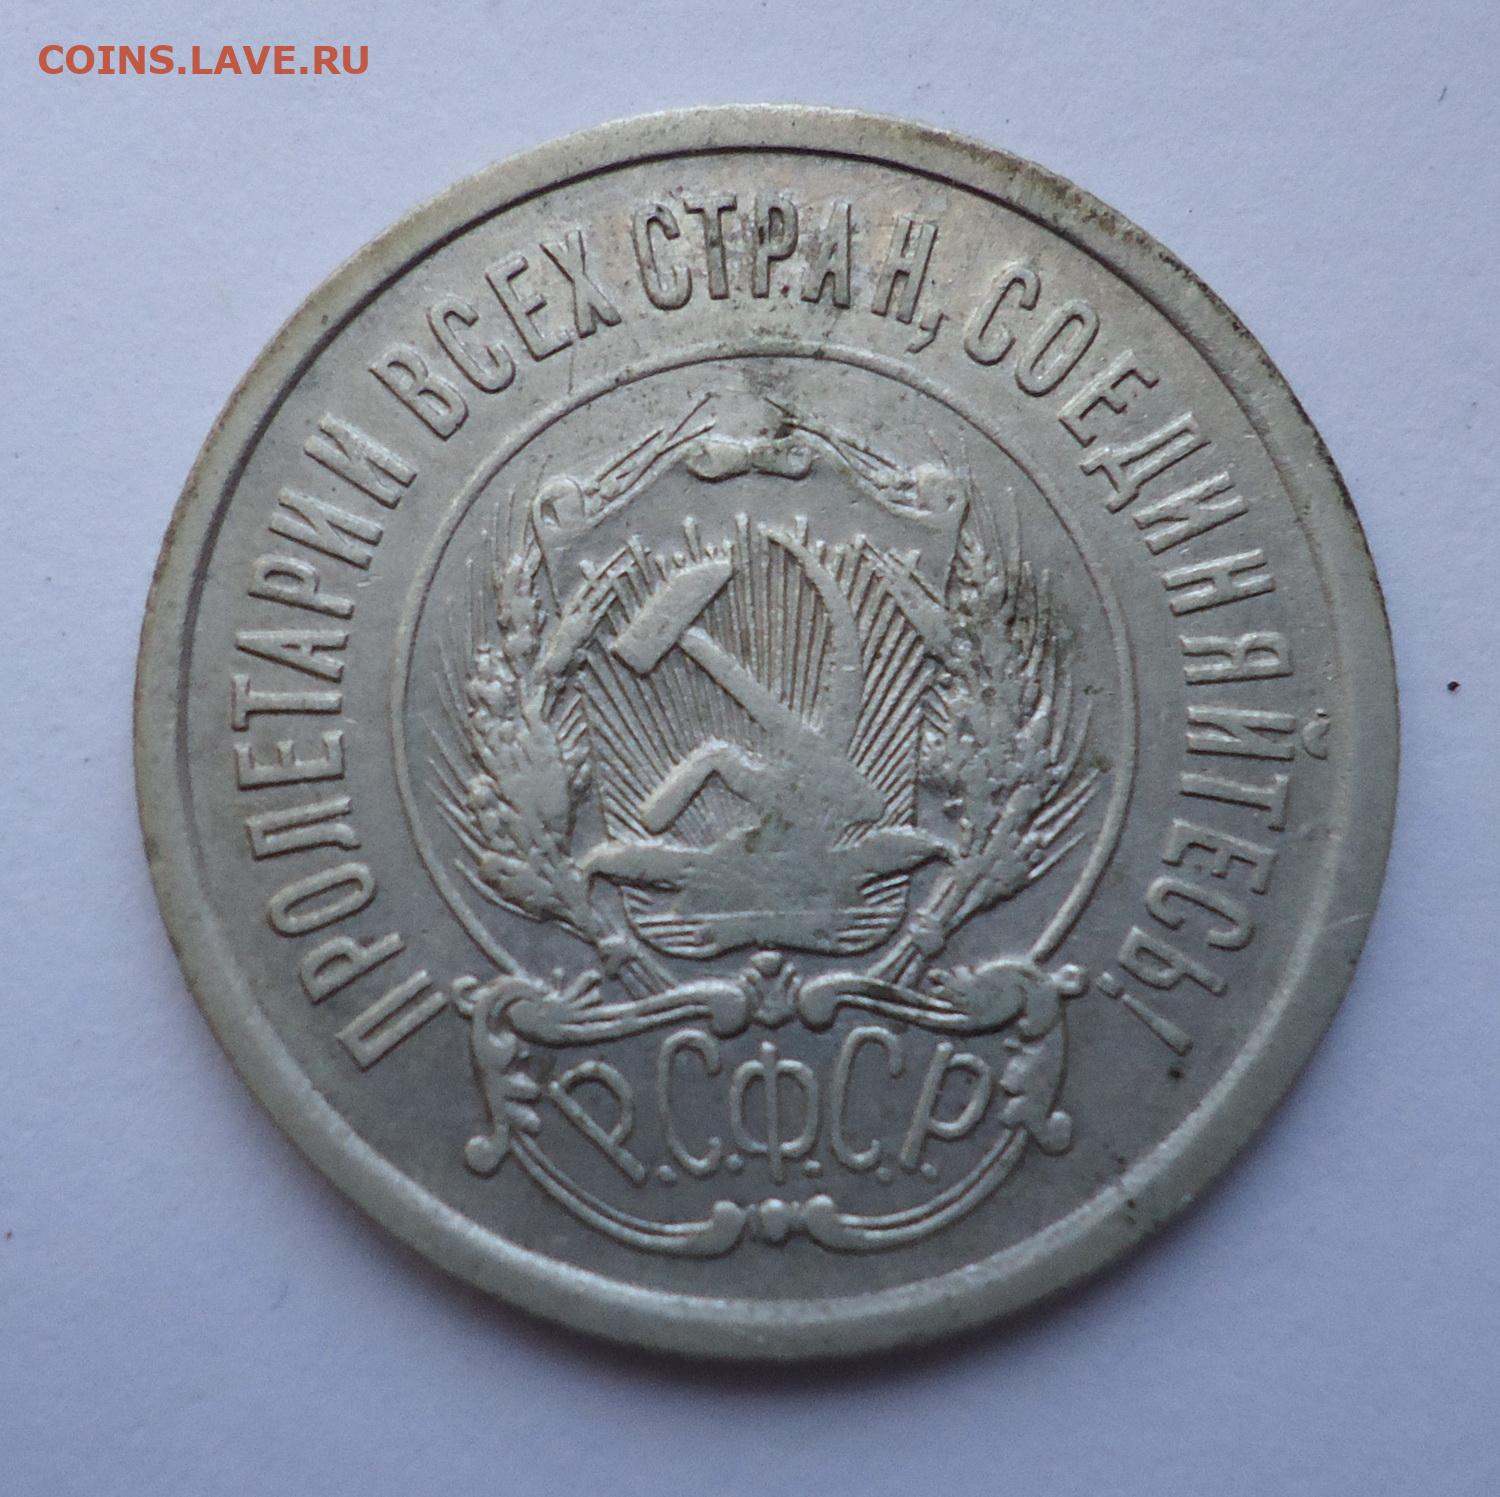 COINS.LAVE.RU
ПРОЛЕТАРИИ ВСЕХ СТРАН, СОЕДИНЯЙТЕСЬ!
Р.С.Ф.С.Р.